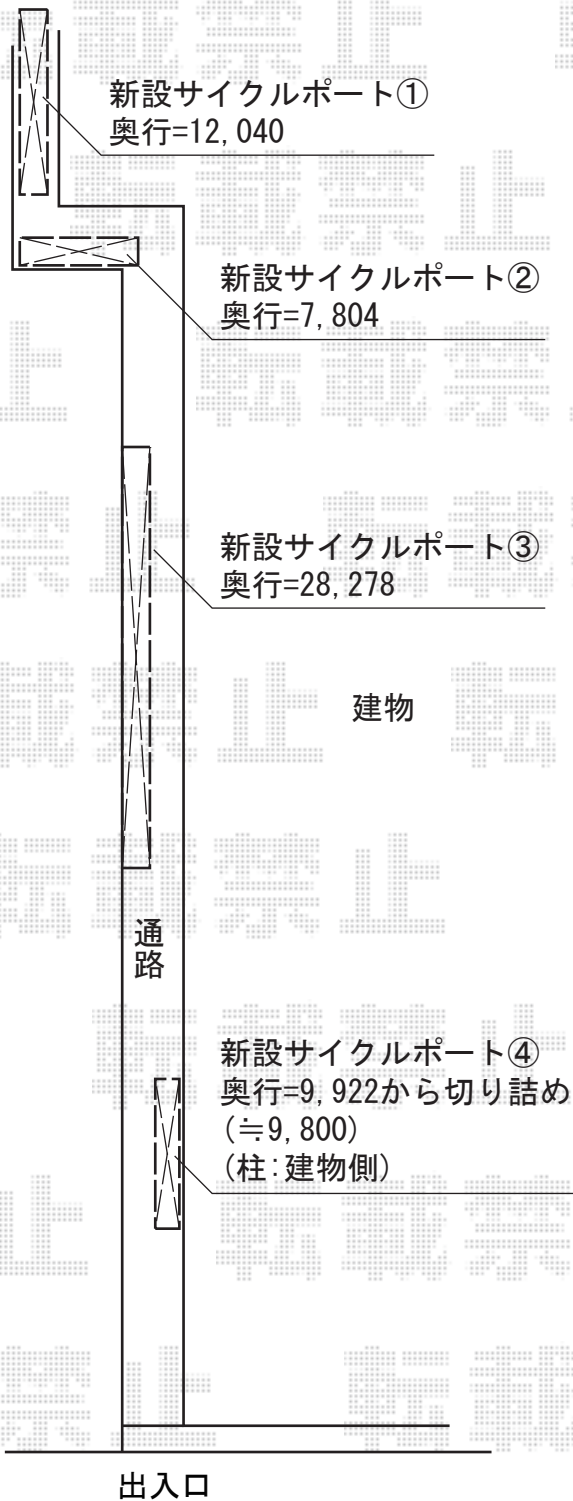 新設サイクルポート①
奥行=12,040
新設サイクルポート②
奥行=7,804
新設サイクルポート③
奥行=28,278
建物
通路
新設サイクルポート④
奥行=9,922から切り詰め
(≒9,800)
(柱:建物側)
出入口
転載禁止